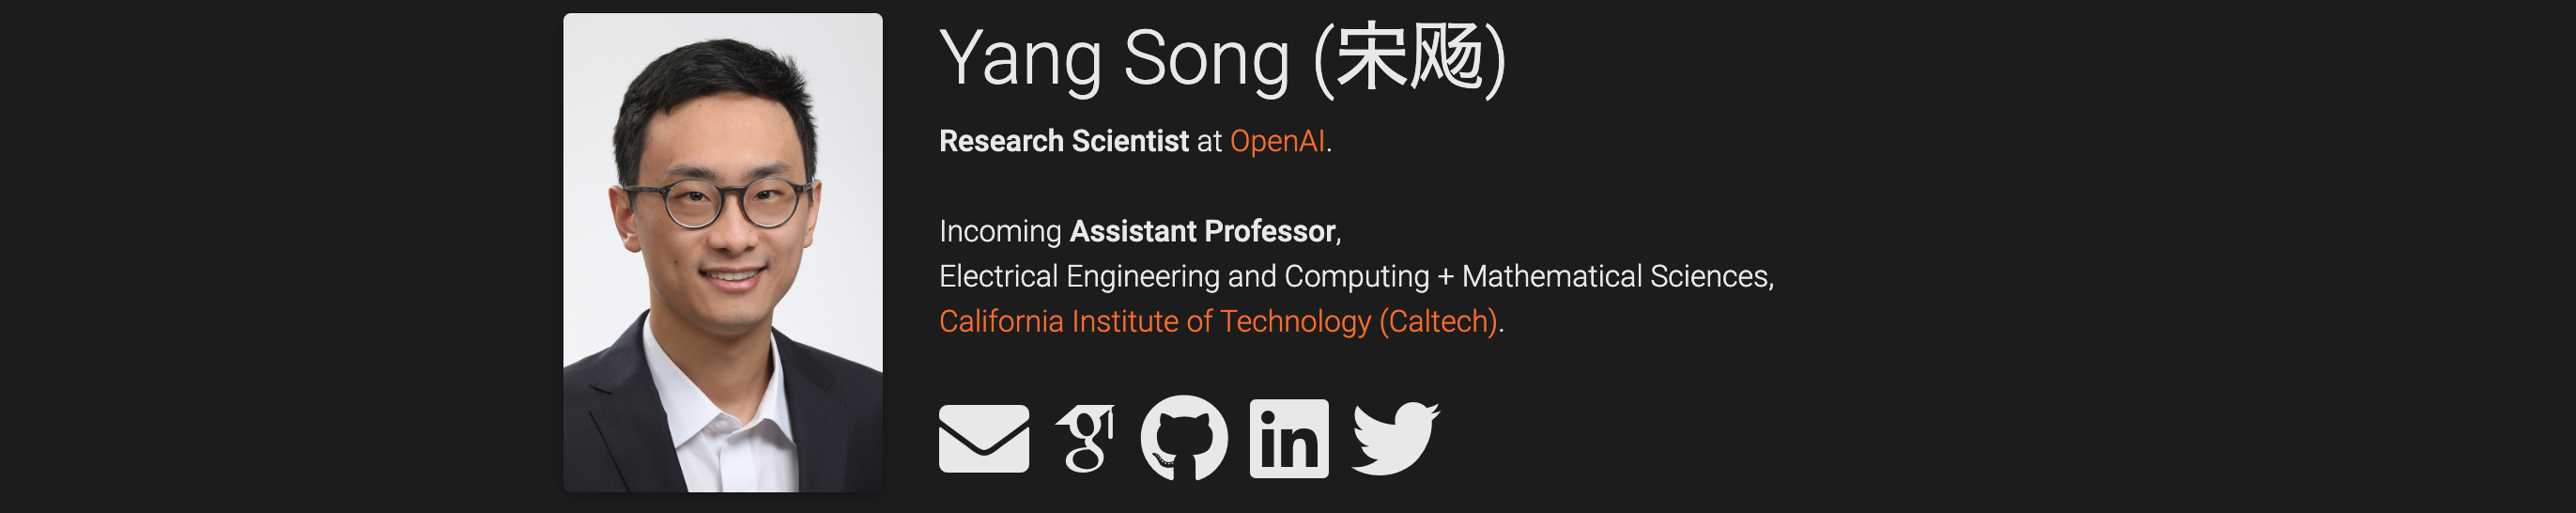 Yang Song (宋飏)
Research Scientist at OpenAI.
Incoming Assistant Professor,
Electrical Engineering and Computing + Mathematical Sciences,
California Institute of Technology (Caltech).